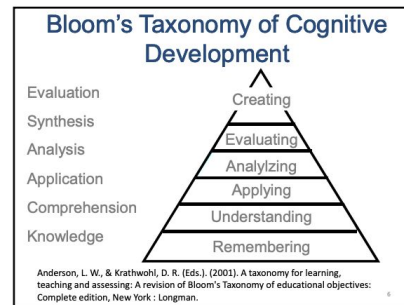 Bloom's Taxonomy of Cognitive
Development
Evaluation
Synthesis
Analysis
Application
Comprehension
Knowledge
Creating
Evaluating
Analylzing
Applying
Understanding
Remembering
Anderson, L. W., & Krathwohl, D. R. (Eds.). (2001). A taxonomy for learning,
teaching and assessing: A revision of Bloom's Taxonomy of educational objectives:
Complete edition, New York : Longman.
6